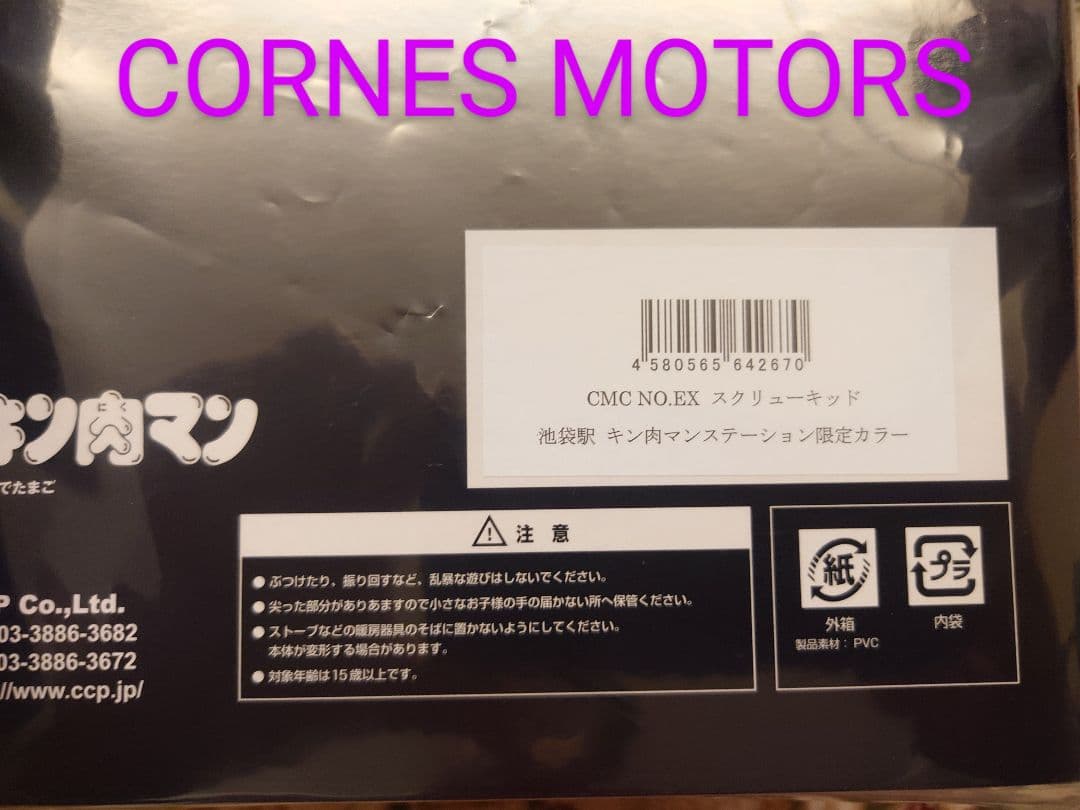 CORNES MOTORS
4 580565 642670
CMC NO.EX スクリューキッド
池袋駅 キン肉マンステーション限定カラー
キン肉マン
でたまご
P Co.,Ltd.
03-3886-3682
03-3886-3672
//www.ccp.jp/
注 意
●ぶつけたり、振り回すなど、乱暴な遊びはしないでください。
●尖った部分がありあますので小さなお子様の手の届かない所へ保管ください。
●ストーブなどの暖房器具のそばに置かないようにしてください。
本体が変形する場合があります。
●対象年齢は15歳以上です。
紙
外箱
プラ
内袋
製品素材：PVC